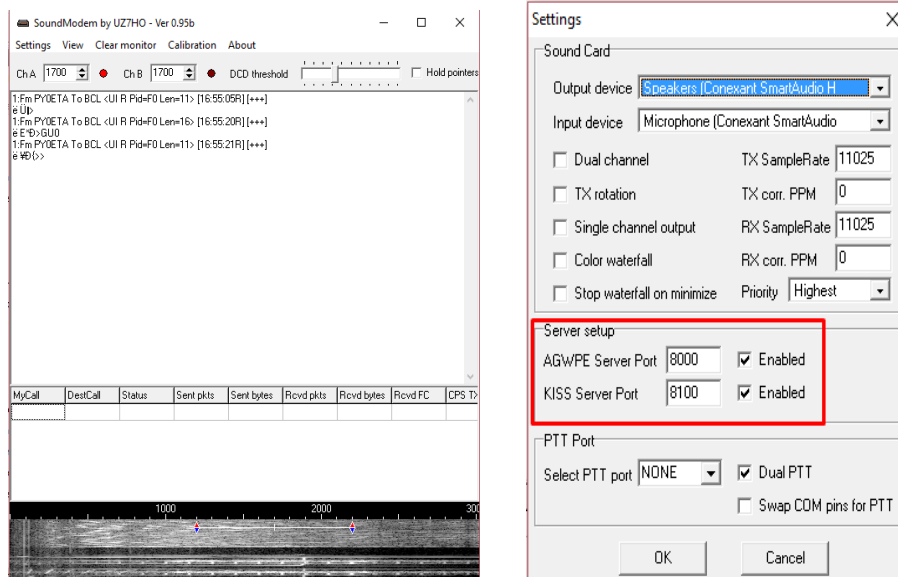 SoundModem by UZ7HO - Ver 0.95b
Settings View Clear monitor Calibration About
Ch A 1700 Ch B 1700 DCD threshold Hold pointers
1:Fm PY0ETA To BCL <UI R Pid=F0 Len=11> [16:55:05R] [+++]
1:Fm PY0ETA To BCL <UI R Pid=F0 Len=16> [16:55:20R] [+++]
1:Fm PY0ETA To BCL <UI R Pid=F0 Len=11> [16:55:21R] [+++]
MyCall DestCall Status Sent pkts Sent bytes Rcvd pkts Rcvd bytes Rcvd FC CPS T
1000 2000 300
Settings
Sound Card
Output device Speakers (Conexant SmartAudio H
Input device Microphone (Conexant SmartAudio
Dual channel TX SampleRate 11025
TX rotation TX corr. PPM 0
Single channel output RX SampleRate 11025
Color waterfall RX corr. PPM 0
Stop waterfall on minimize Priority Highest
Server setup
AGWPE Server Port 8000 Enabled
KISS Server Port 8100 Enabled
PTT Port
Select PTT port NONE Dual PTT
Swap COM pins for PTT
OK Cancel